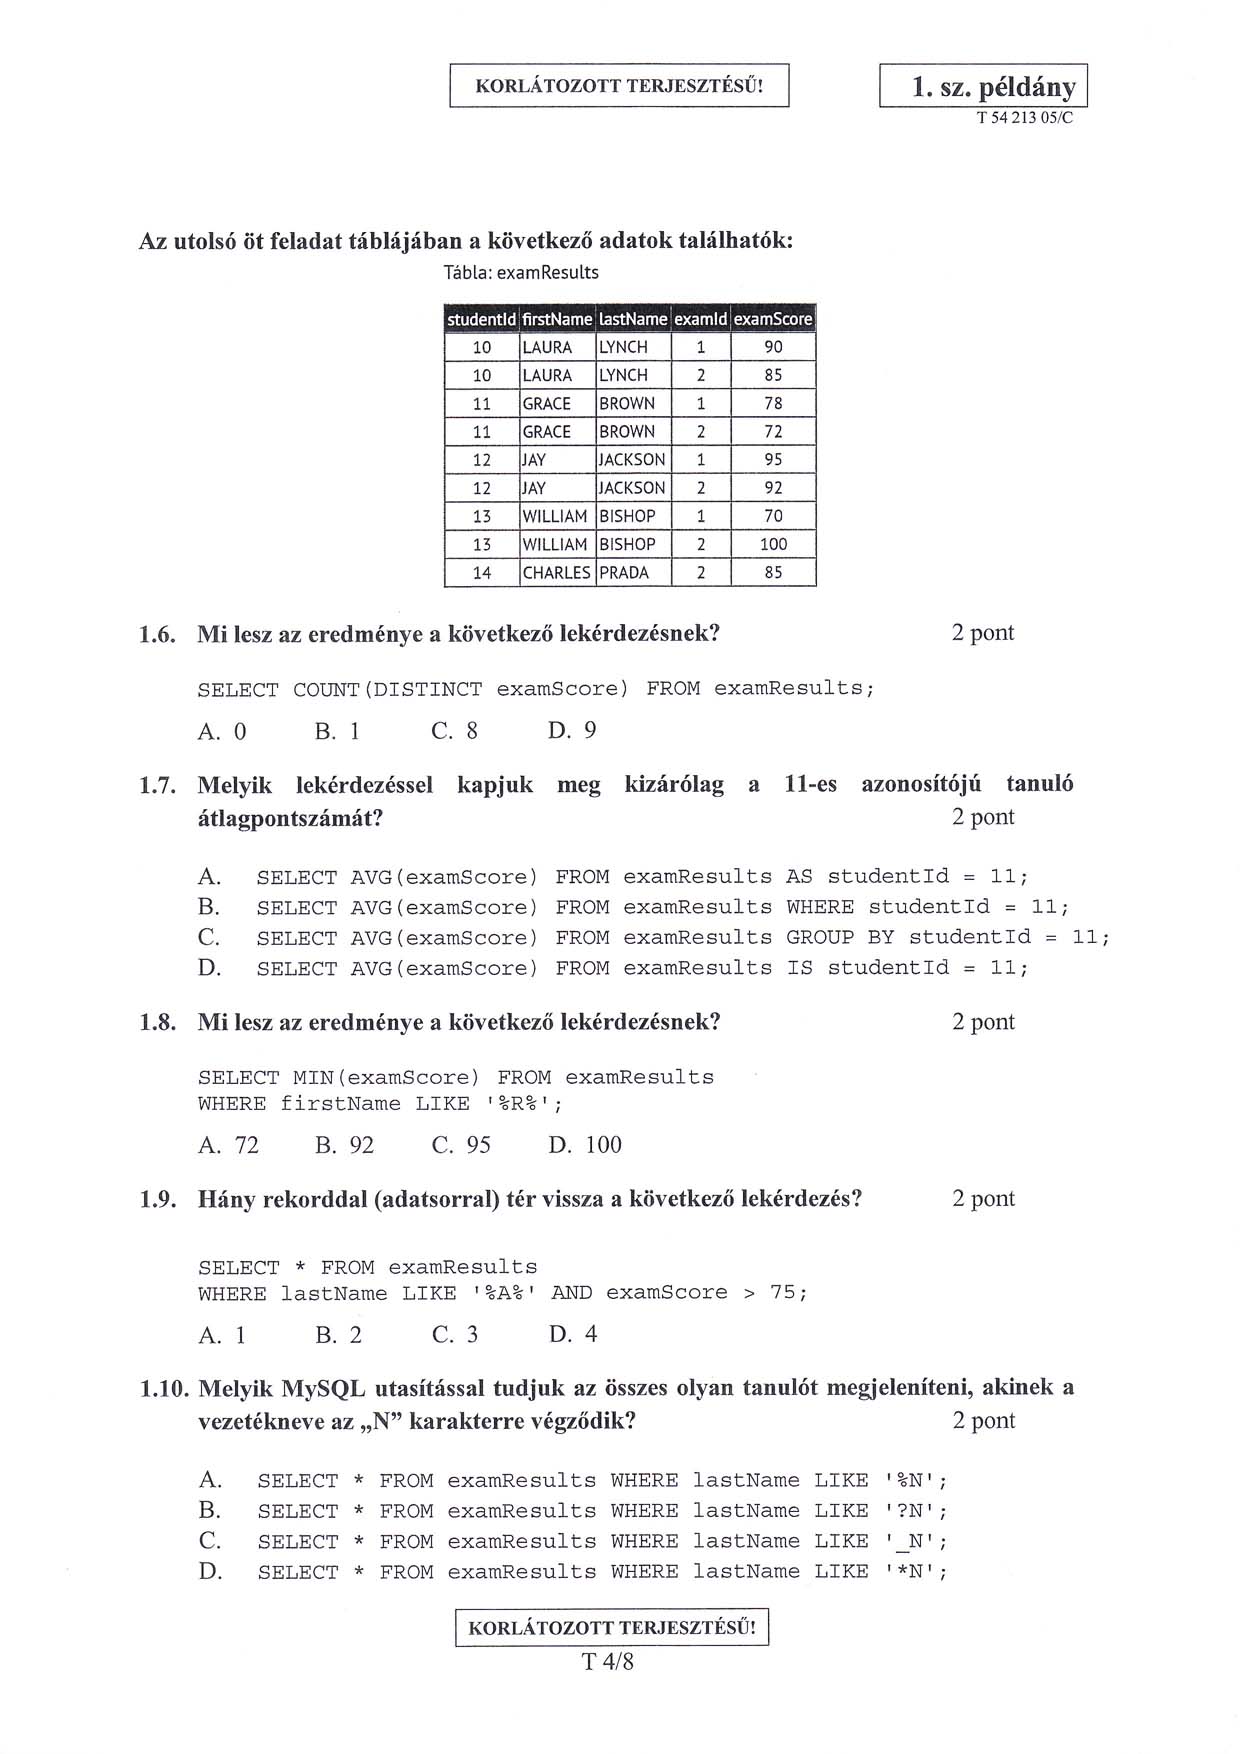 KORLÁTOZOTT TERJESZTÉSŰ!
1. sz. példány
T 54 213 05/C
Az utolsó öt feladat táblájában a következő adatok találhatók:
Tábla: examResults
studentId firstName lastName examId examScore
10 LAURA LYNCH 1 90
10 LAURA LYNCH 2 85
11 GRACE BROWN 1 78
11 GRACE BROWN 2 72
12 JAY JACKSON 1 95
12 JAY JACKSON 2 92
13 WILLIAM BISHOP 1 70
13 WILLIAM BISHOP 2 100
14 CHARLES PRADA 2 85
1.6. Mi lesz az eredménye a következő lekérdezésnek? 2 pont
SELECT COUNT(DISTINCT examScore) FROM examResults;
A. 0 B. 1 C. 8 D. 9
1.7. Melyik lekérdezéssel kapjuk meg kizárólag a 11-es azonosítójú tanuló
átlagpontszámát? 2 pont
A. SELECT AVG(examScore) FROM examResults AS studentId = 11;
B. SELECT AVG(examScore) FROM examResults WHERE studentId = 11;
C. SELECT AVG(examScore) FROM examResults GROUP BY studentId = 11;
D. SELECT AVG(examScore) FROM examResults IS studentId = 11;
1.8. Mi lesz az eredménye a következő lekérdezésnek? 2 pont
SELECT MIN(examScore) FROM examResults
WHERE firstName LIKE '%R%';
A. 72 B. 92 C. 95 D. 100
1.9. Hány rekorddal (adatsorral) tér vissza a következő lekérdezés? 2 pont
SELECT * FROM examResults
WHERE lastName LIKE '%A%' AND examScore > 75;
A. 1 B. 2 C. 3 D. 4
1.10. Melyik MySQL utasítással tudjuk az összes olyan tanulót megjeleníteni, akinek a
vezetékneve az „N” karakterre végződik? 2 pont
A. SELECT * FROM examResults WHERE lastName LIKE '%N';
B. SELECT * FROM examResults WHERE lastName LIKE '?N';
C. SELECT * FROM examResults WHERE lastName LIKE '_N';
D. SELECT * FROM examResults WHERE lastName LIKE '*N';
KORLÁTOZOTT TERJESZTÉSŰ!
T 4/8